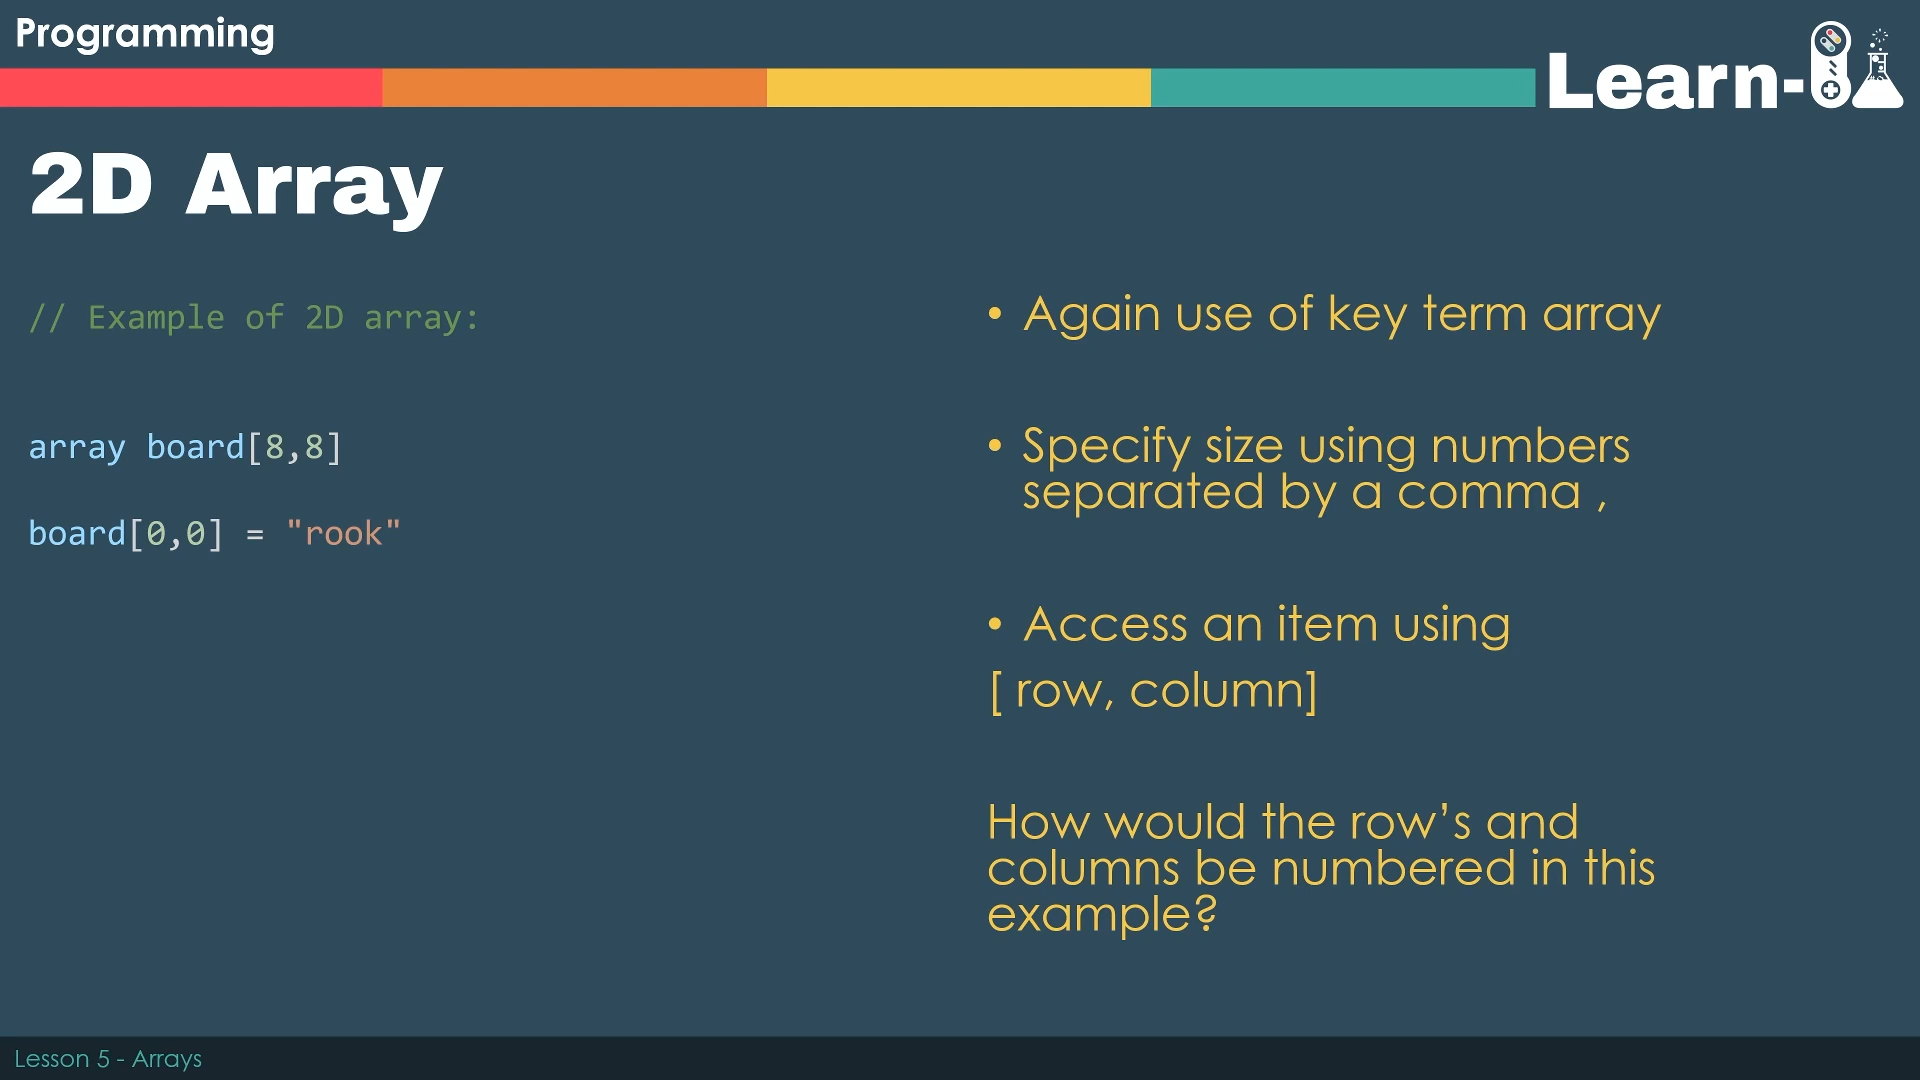 Programming
Learn-
2D Array
// Example of 2D array:
array board[8,8]
board[0,0] = "rook"
• Again use of key term array
• Specify size using numbers
separated by a comma ,
• Access an item using
[ row, column]
How would the row’s and
columns be numbered in this
example?
Lesson 5 - Arrays